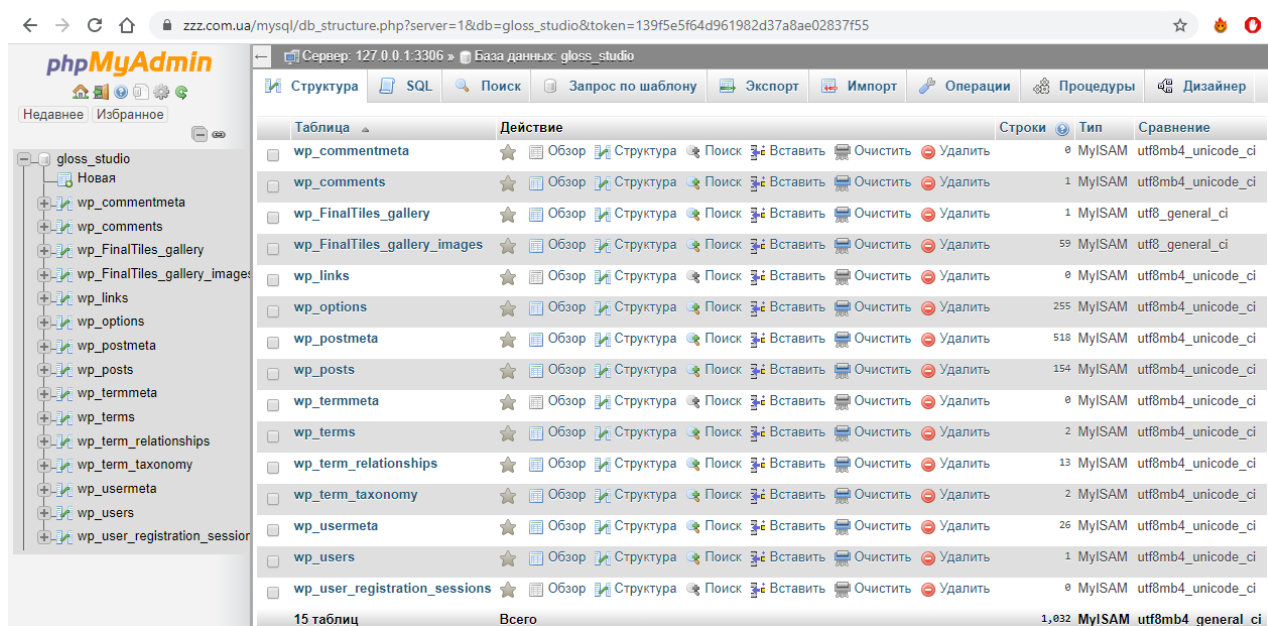 zzz.com.ua/mysql/db_structure.php?server=1&db=gloss_studio&token=139f5e5f64d961982d37a8ae02837f55
phpMyAdmin
Недавнее Избранное
gloss_studio
Новая
wp_commentmeta
wp_comments
wp_FinalTiles_gallery
wp_FinalTiles_gallery_images
wp_links
wp_options
wp_postmeta
wp_posts
wp_termmeta
wp_terms
wp_term_relationships
wp_term_taxonomy
wp_usermeta
wp_users
wp_user_registration_session
Сервер: 127.0.0.1:3306 » База данных: gloss_studio
Структура SQL Поиск Запрос по шаблону Экспорт Импорт Операции Процедуры Дизайнер
Таблица Действие Строки Тип Сравнение
wp_commentmeta Обзор Структура Поиск Вставить Очистить Удалить 0 MyISAM utf8mb4_unicode_ci
wp_comments Обзор Структура Поиск Вставить Очистить Удалить 1 MyISAM utf8mb4_unicode_ci
wp_FinalTiles_gallery Обзор Структура Поиск Вставить Очистить Удалить 1 MyISAM utf8_general_ci
wp_FinalTiles_gallery_images Обзор Структура Поиск Вставить Очистить Удалить 59 MyISAM utf8_general_ci
wp_links Обзор Структура Поиск Вставить Очистить Удалить 0 MyISAM utf8mb4_unicode_ci
wp_options Обзор Структура Поиск Вставить Очистить Удалить 255 MyISAM utf8mb4_unicode_ci
wp_postmeta Обзор Структура Поиск Вставить Очистить Удалить 518 MyISAM utf8mb4_unicode_ci
wp_posts Обзор Структура Поиск Вставить Очистить Удалить 154 MyISAM utf8mb4_unicode_ci
wp_termmeta Обзор Структура Поиск Вставить Очистить Удалить 0 MyISAM utf8mb4_unicode_ci
wp_terms Обзор Структура Поиск Вставить Очистить Удалить 2 MyISAM utf8mb4_unicode_ci
wp_term_relationships Обзор Структура Поиск Вставить Очистить Удалить 13 MyISAM utf8mb4_unicode_ci
wp_term_taxonomy Обзор Структура Поиск Вставить Очистить Удалить 2 MyISAM utf8mb4_unicode_ci
wp_usermeta Обзор Структура Поиск Вставить Очистить Удалить 26 MyISAM utf8mb4_unicode_ci
wp_users Обзор Структура Поиск Вставить Очистить Удалить 1 MyISAM utf8mb4_unicode_ci
wp_user_registration_sessions Обзор Структура Поиск Вставить Очистить Удалить 0 MyISAM utf8mb4_unicode_ci
15 таблиц Всего 1,032 MyISAM utf8mb4_general_ci